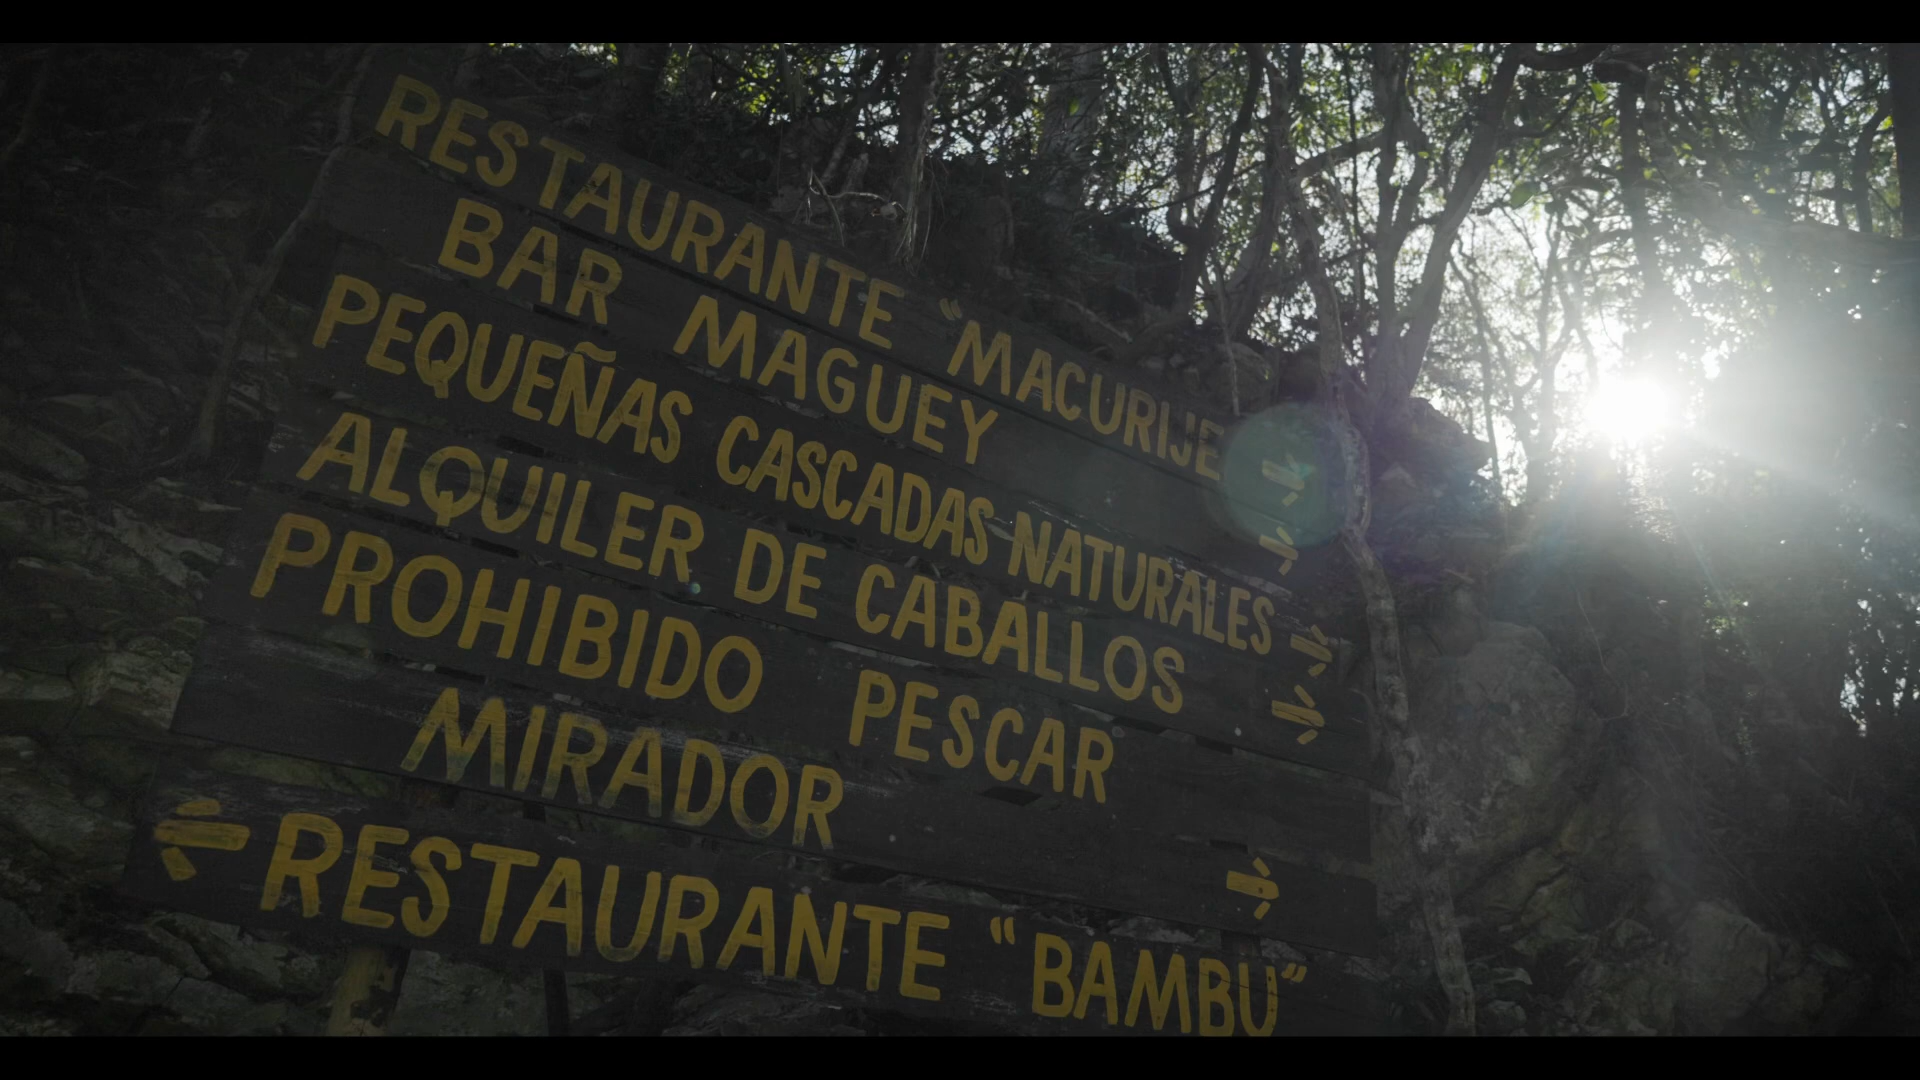 RESTAURANTE "MACURIJE
BAR MAGUEY
PEQUEÑAS CASCADAS NATURALES
ALQUILER DE CABALLOS
PROHIBIDO PESCAR
MIRADOR
RESTAURANTE "BAMBU"